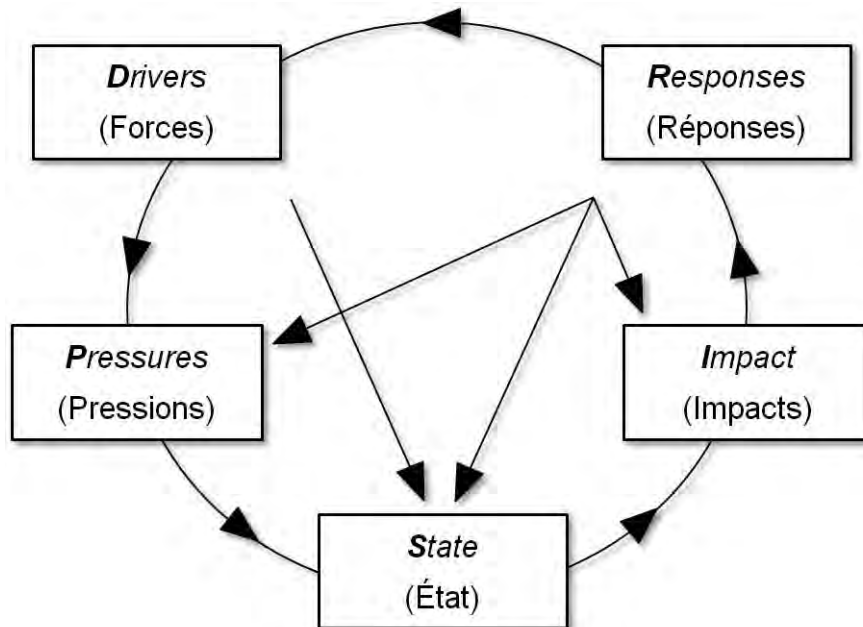 Drivers
(Forces)
Responses
(Réponses)
Pressures
(Pressions)
Impact
(Impacts)
State
(État)